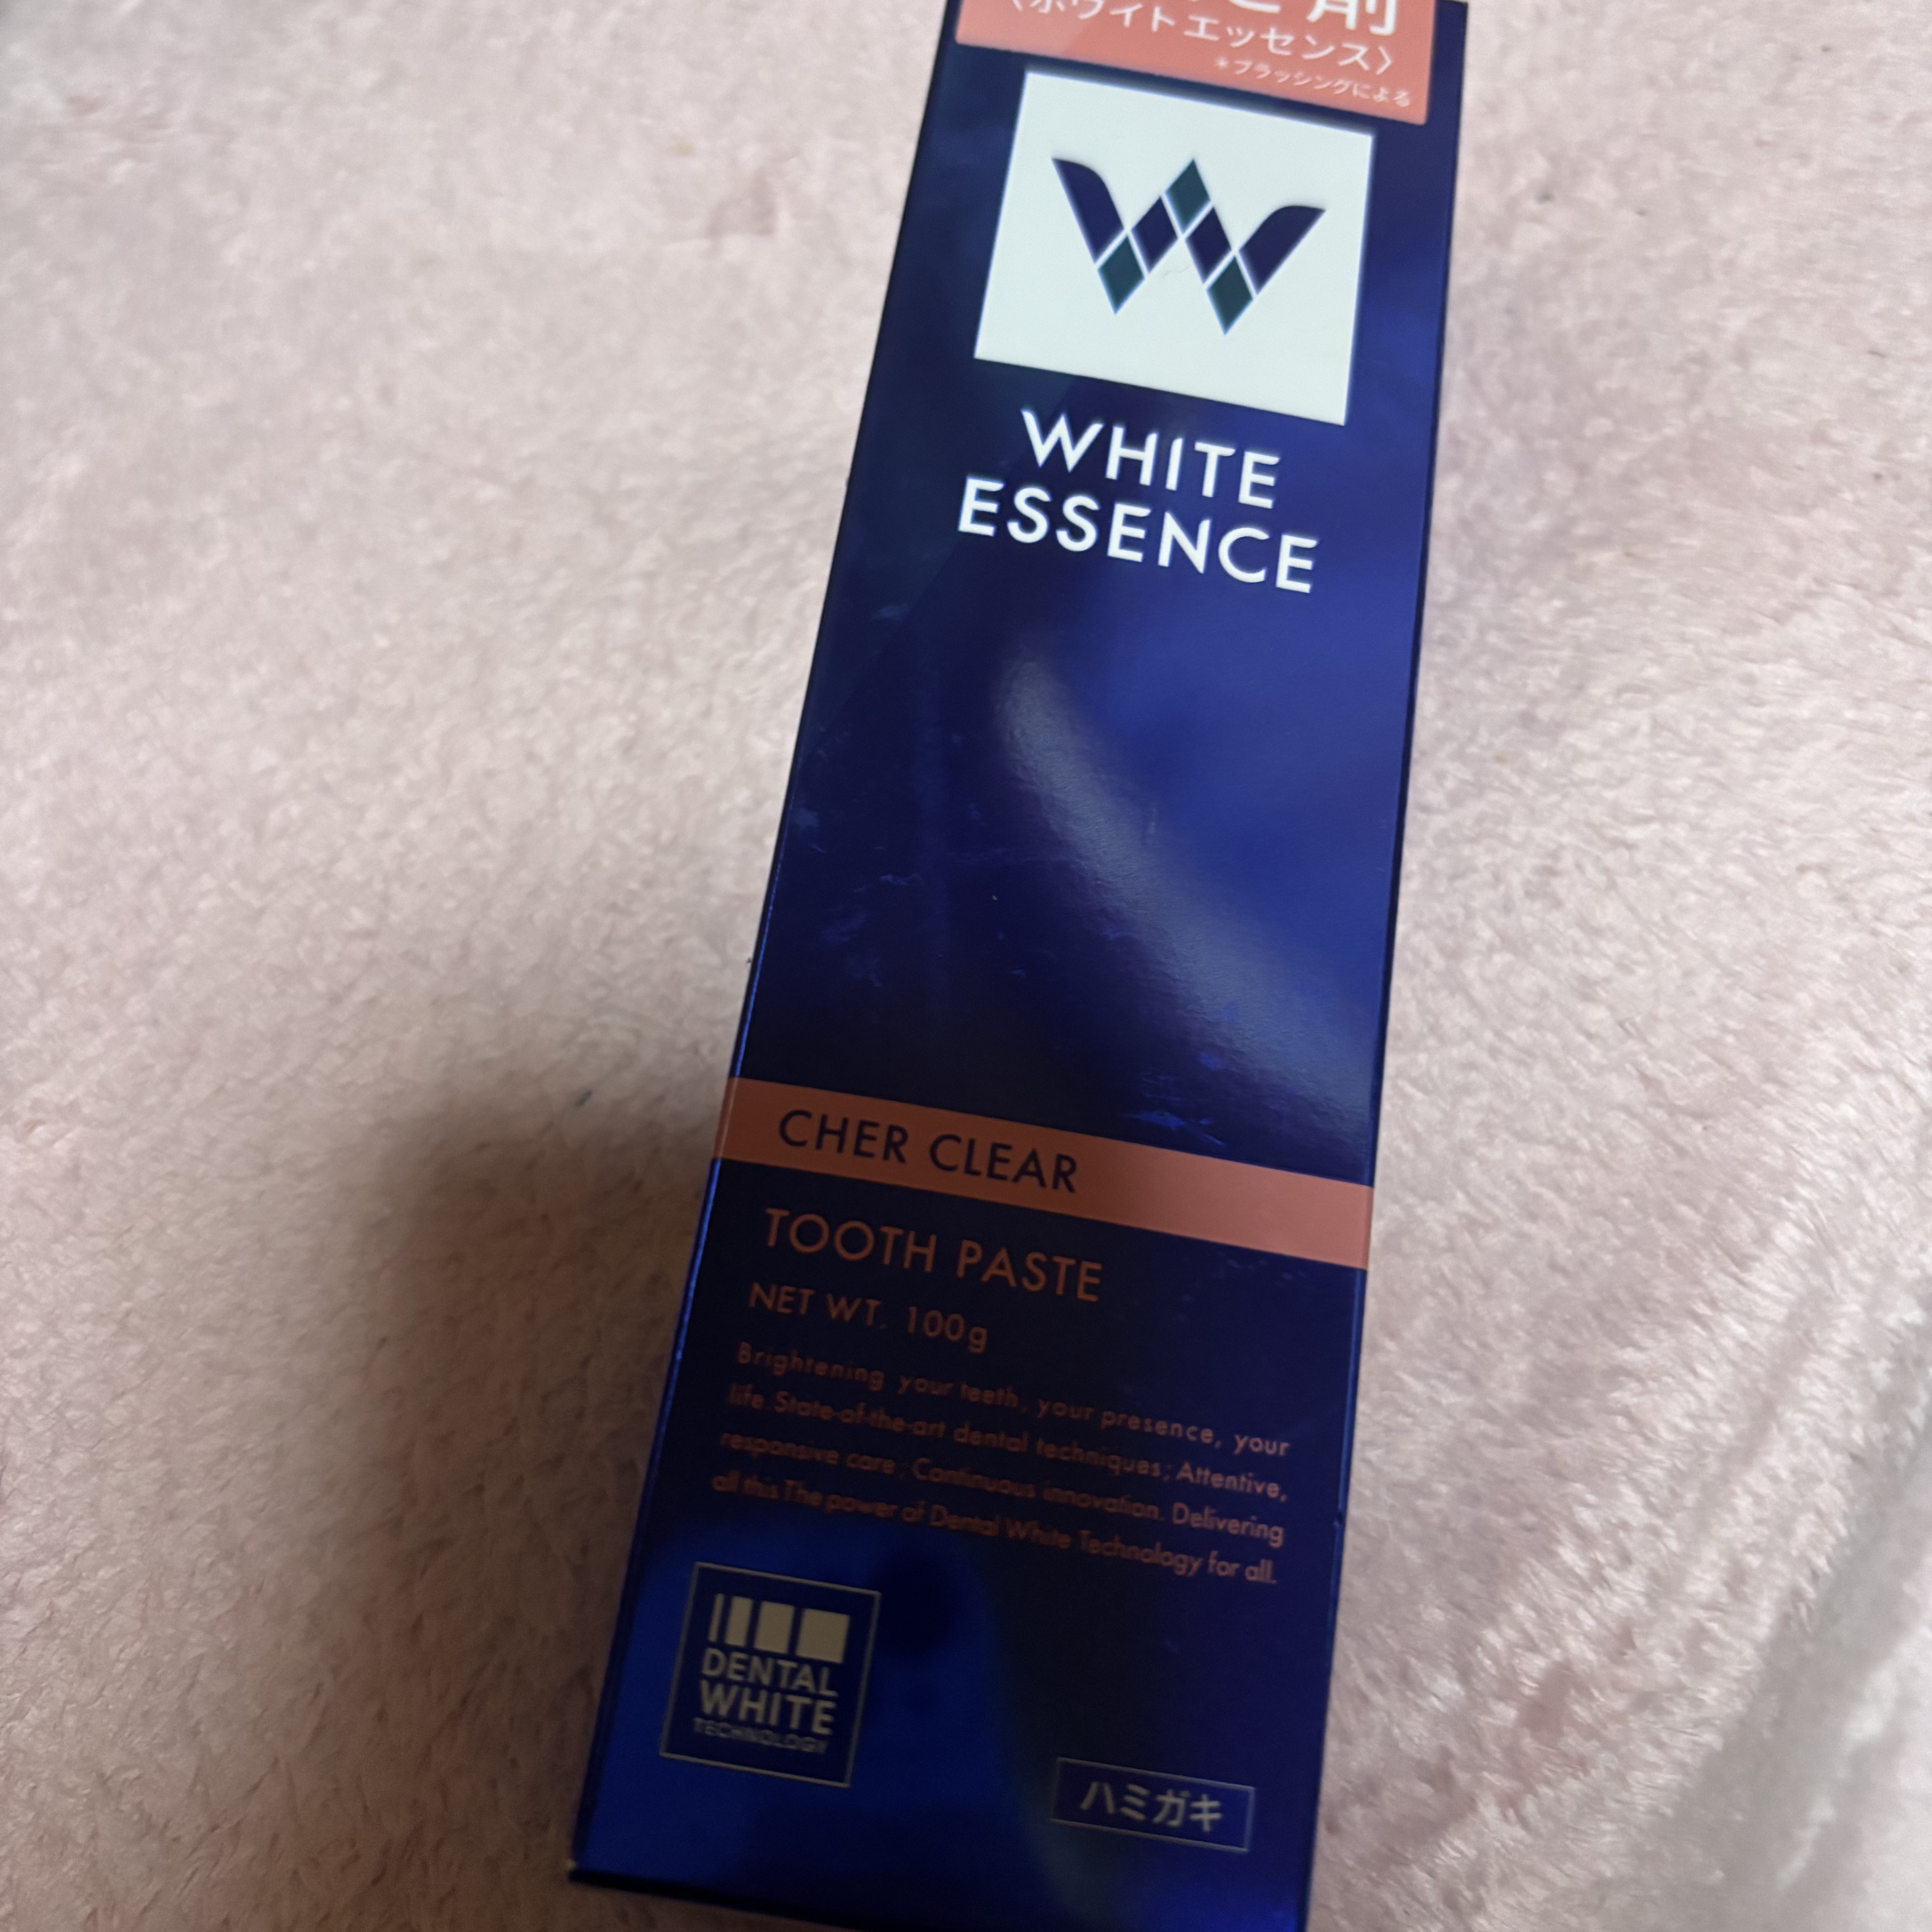 剤
〈ホワイトエッセンス〉
*ブラッシングによる
WHITE
ESSENCE
CHER CLEAR
TOOTH PASTE
NET WT. 100g
Brightening your teeth, your presence, your
life. State-of-the-art dental techniques; Attentive,
responsive care; Continuous innovation. Delivering
all this The power of Dental White Technology for all.
DENTAL
WHITE
TECHNOLOGY
ハミガキ